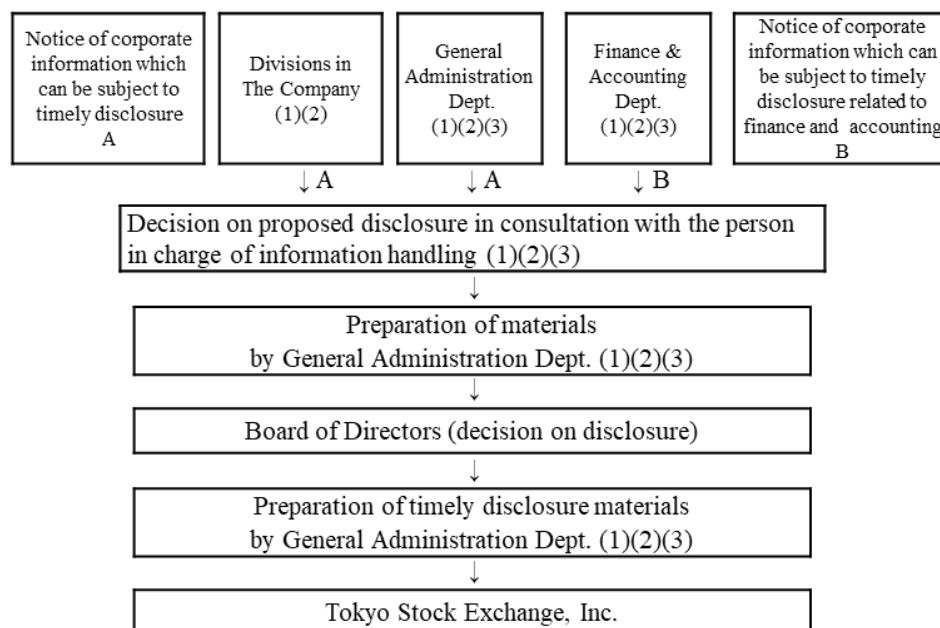 Notice of corporate
information which
can be subject to
timely disclosure
A
Divisions in
The Company
(1)(2)
General
Administration
Dept.
(1)(2)(3)
Finance &
Accounting
Dept.
(1)(2)(3)
Notice of corporate
information which can
be subject to timely
disclosure related to
finance and accounting
B
↓ A
↓ A
↓ B
Decision on proposed disclosure in consultation with the person
in charge of information handling (1)(2)(3)
↓
Preparation of materials
by General Administration Dept. (1)(2)(3)
↓
Board of Directors (decision on disclosure)
↓
Preparation of timely disclosure materials
by General Administration Dept. (1)(2)(3)
↓
Tokyo Stock Exchange, Inc.